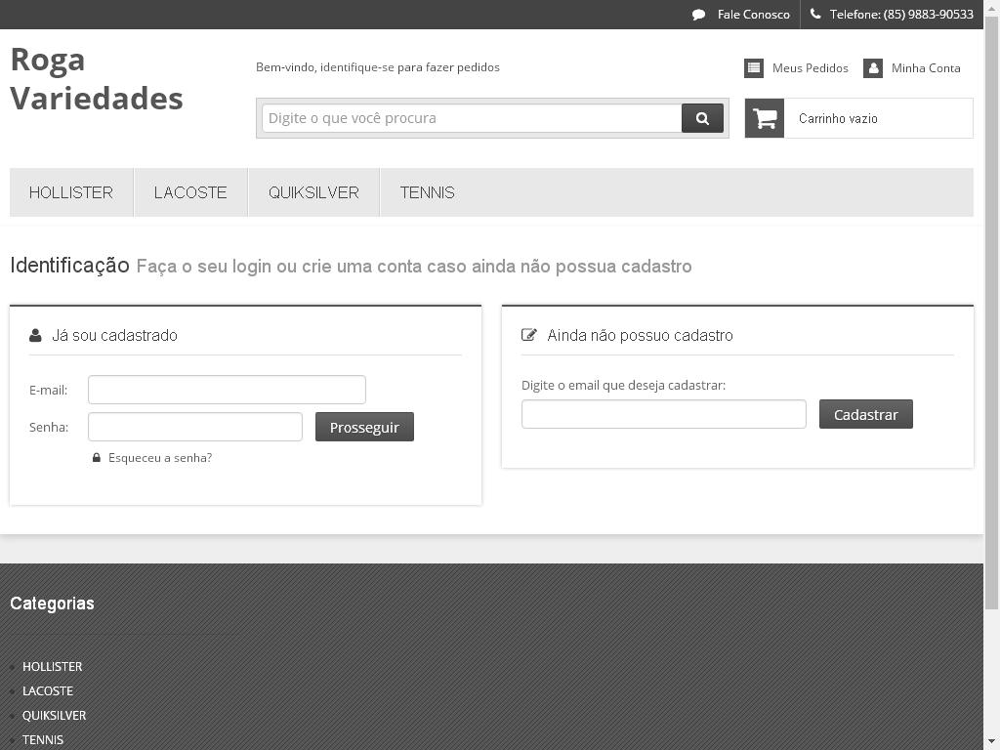 Fale Conosco
Telefone: (85) 9883-90533
Roga
Variedades
Bem-vindo, identifique-se para fazer pedidos
Meus Pedidos
Minha Conta
Digite o que você procura
Carrinho vazio
HOLLISTER
LACOSTE
QUIKSILVER
TENNIS
Identificação Faça o seu login ou crie uma conta caso ainda não possua cadastro
Já sou cadastrado
E-mail:
Senha:
Prosseguir
Esqueceu a senha?
Ainda não possuo cadastro
Digite o email que deseja cadastrar:
Cadastrar
Categorias
HOLLISTER
LACOSTE
QUIKSILVER
TENNIS